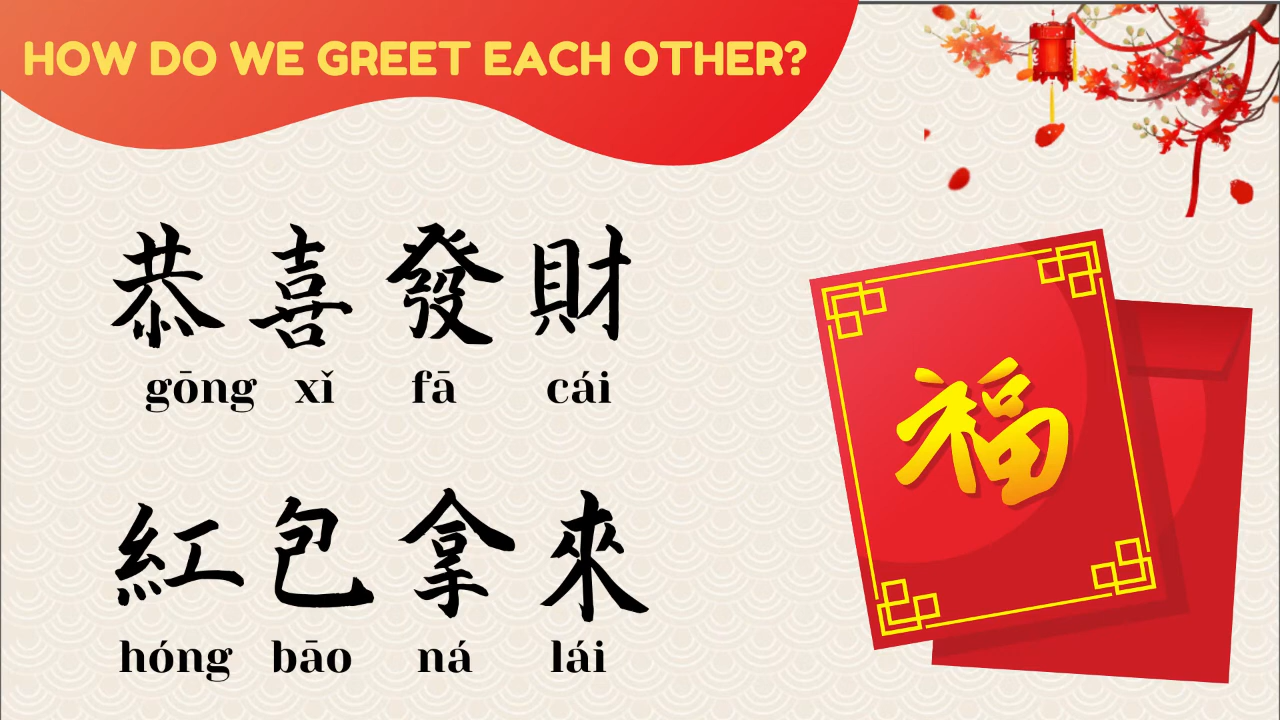 HOW DO WE GREET EACH OTHER?
恭喜發財
gōng xǐ fā cái
紅包拿來
hóng bāo ná lái
福